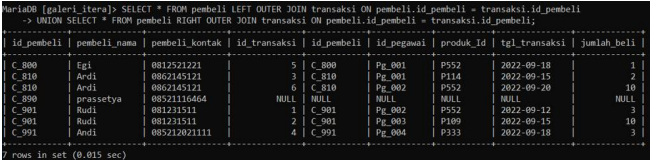 MariaDB [galeri_itera]> SELECT * FROM pembeli LEFT OUTER JOIN transaksi ON pembeli.id_pembeli = transaksi.id_pembeli
-> UNION SELECT * FROM pembeli RIGHT OUTER JOIN transaksi ON pembeli.id_pembeli = transaksi.id_pembeli;
| id_pembeli | pembeli_nama | pembeli_kontak | id_transaksi | id_pembeli | id_pegawai | produk_Id | tgl_transaksi | jumlah_beli |
| C_800 | Egi | 0812521221 | 5 | C_800 | Pg_001 | P552 | 2022-09-18 | 1 |
| C_810 | Ardi | 0862145121 | 3 | C_810 | Pg_001 | P114 | 2022-09-15 | 2 |
| C_810 | Ardi | 0862145121 | 6 | C_810 | Pg_002 | P552 | 2022-09-20 | 10 |
| C_890 | prassetya | 08521116464 | NULL | NULL | NULL | NULL | NULL | NULL |
| C_901 | Rudi | 081231511 | 1 | C_901 | Pg_002 | P552 | 2022-09-12 | 3 |
| C_901 | Rudi | 081231511 | 2 | C_901 | Pg_003 | P109 | 2022-09-15 | 10 |
| C_991 | Andi | 085212021111 | 4 | C_991 | Pg_004 | P333 | 2022-09-18 | 3 |
7 rows in set (0.015 sec)